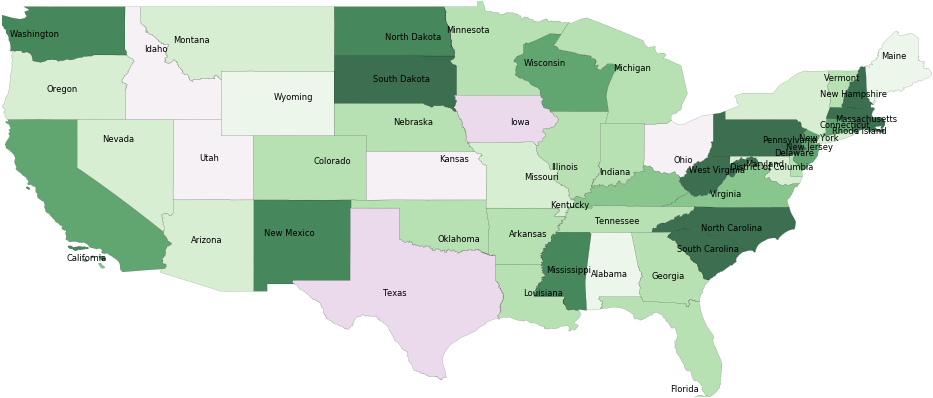 Washington
Idaho
Montana
North Dakota
Minnesota
Maine
Oregon
Wyoming
South Dakota
Wisconsin
Michigan
Vermont
New Hampshire
Nevada
Utah
Colorado
Nebraska
Kansas
Iowa
Missouri
Illinois
Indiana
Ohio
Massachusetts
Connecticut
Rhode Island
Pennsylvania
New York
New Jersey
Delaware
Maryland
District of Columbia
West Virginia
Virginia
Kentucky
Tennessee
North Carolina
South Carolina
California
Arizona
New Mexico
Oklahoma
Arkansas
Texas
Louisiana
Mississippi
Alabama
Georgia
Florida